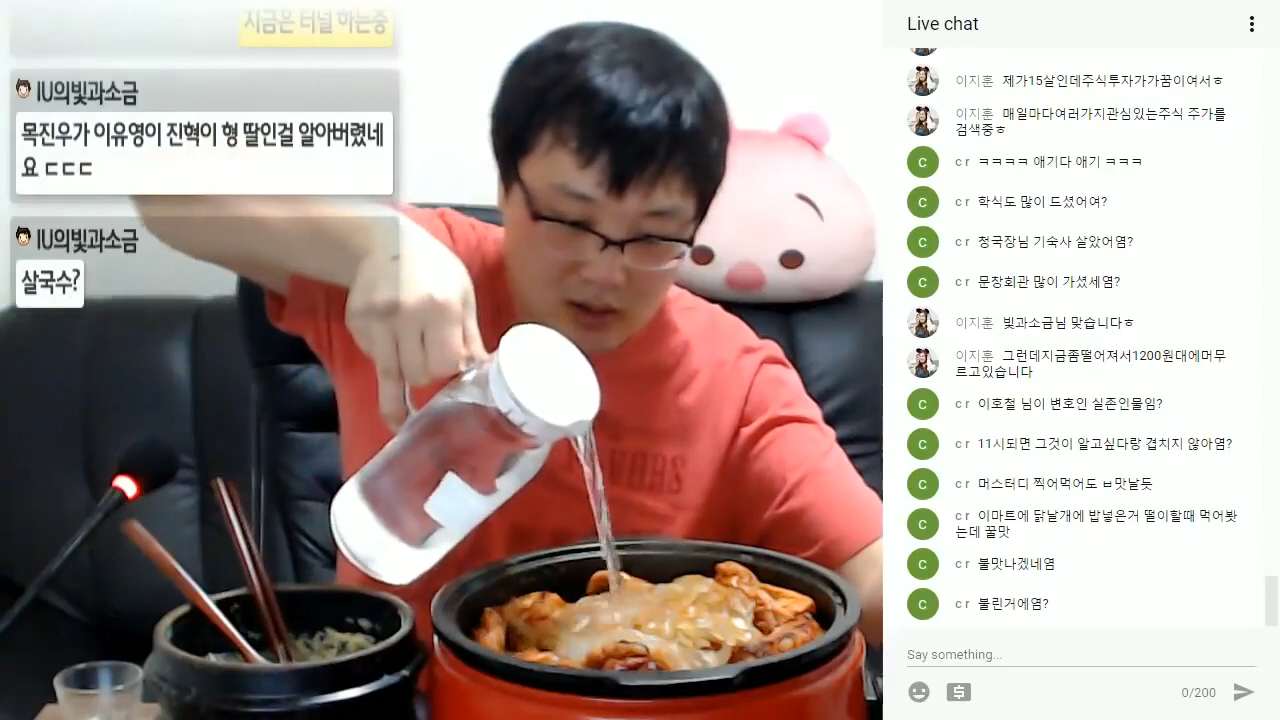 지금은 터널 하는중
IU의빛과소금
목진우가 이유영이 진혁이 형 딸인걸 알아버렸네
요 ㄷㄷㄷ
IU의빛과소금
살국수?
Live chat
이지훈 제가15살인데주식투자가가꿈이여서ㅎ
이지훈 매일마다여러가지관심있는주식 주가를
검색중ㅎ
c r ㅋㅋㅋㅋ 애기다 애기 ㅋㅋㅋ
c r 학식도 많이 드셨어여?
c r 청국장님 기숙사 살았어염?
c r 문창회관 많이 가셨세염?
이지훈 빛과소금님 맞습니다ㅎ
이지훈 그런데지금좀떨어져서1200원대에머무
르고있습니다
c r 이호철 님이 변호인 실존인물임?
c r 11시되면 그것이 알고싶다랑 겹치지 않아염?
c r 머스터디 찍어먹어도 ㅂ맛날듯
c r 이마트에 닭날개에 밥넣은거 떨이할때 먹어봣
는데 꿀맛
c r 불맛나겠네염
c r 불린거에염?
Say something...
0/200